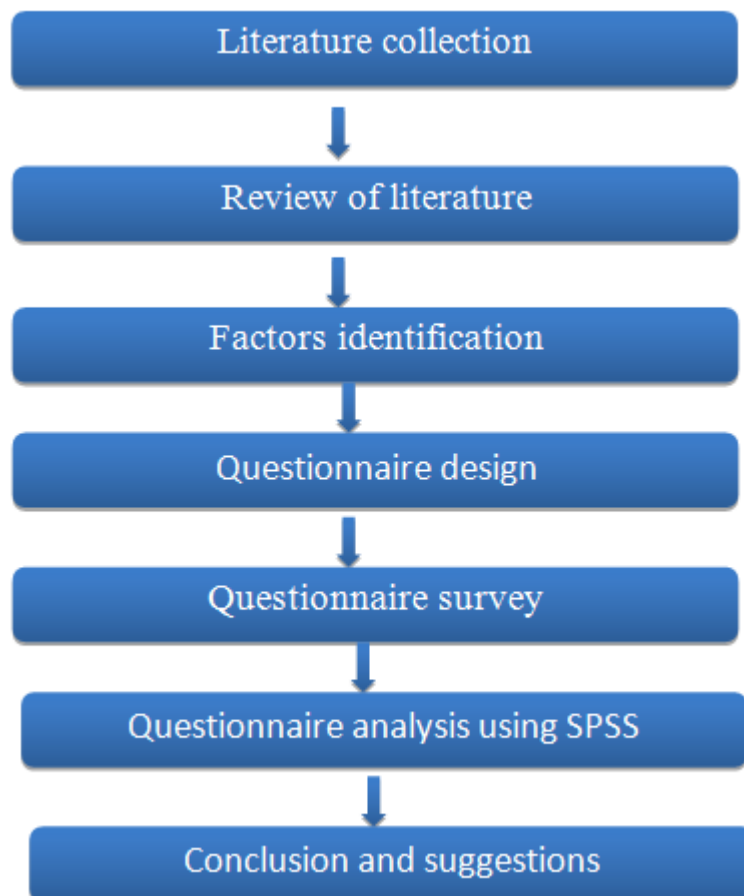 Literature collection
Review of literature
Factors identification
Questionnaire design
Questionnaire survey
Questionnaire analysis using SPSS
Conclusion and suggestions